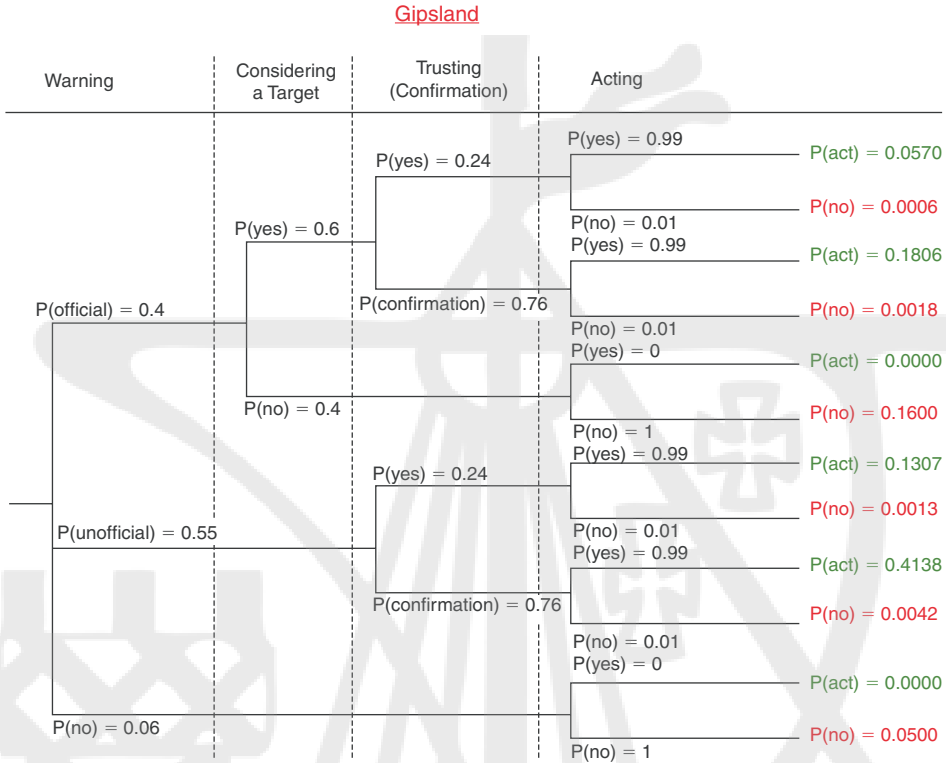 Gipsland
Warning
Considering
a Target
Trusting
(Confirmation)
Acting
P(yes) = 0.99
P(act) = 0.0570
P(yes) = 0.24
P(no) = 0.0006
P(no) = 0.01
P(yes) = 0.6
P(yes) = 0.99
P(act) = 0.1806
P(confirmation) = 0.76
P(official) = 0.4
P(no) = 0.0018
P(no) = 0.01
P(yes) = 0
P(act) = 0.0000
P(no) = 0.4
P(no) = 0.1600
P(no) = 1
P(yes) = 0.99
P(act) = 0.1307
P(yes) = 0.24
P(no) = 0.0013
P(unofficial) = 0.55
P(no) = 0.01
P(yes) = 0.99
P(act) = 0.4138
P(confirmation) = 0.76
P(no) = 0.0042
P(no) = 0.01
P(yes) = 0
P(act) = 0.0000
P(no) = 0.06
P(no) = 0.0500
P(no) = 1